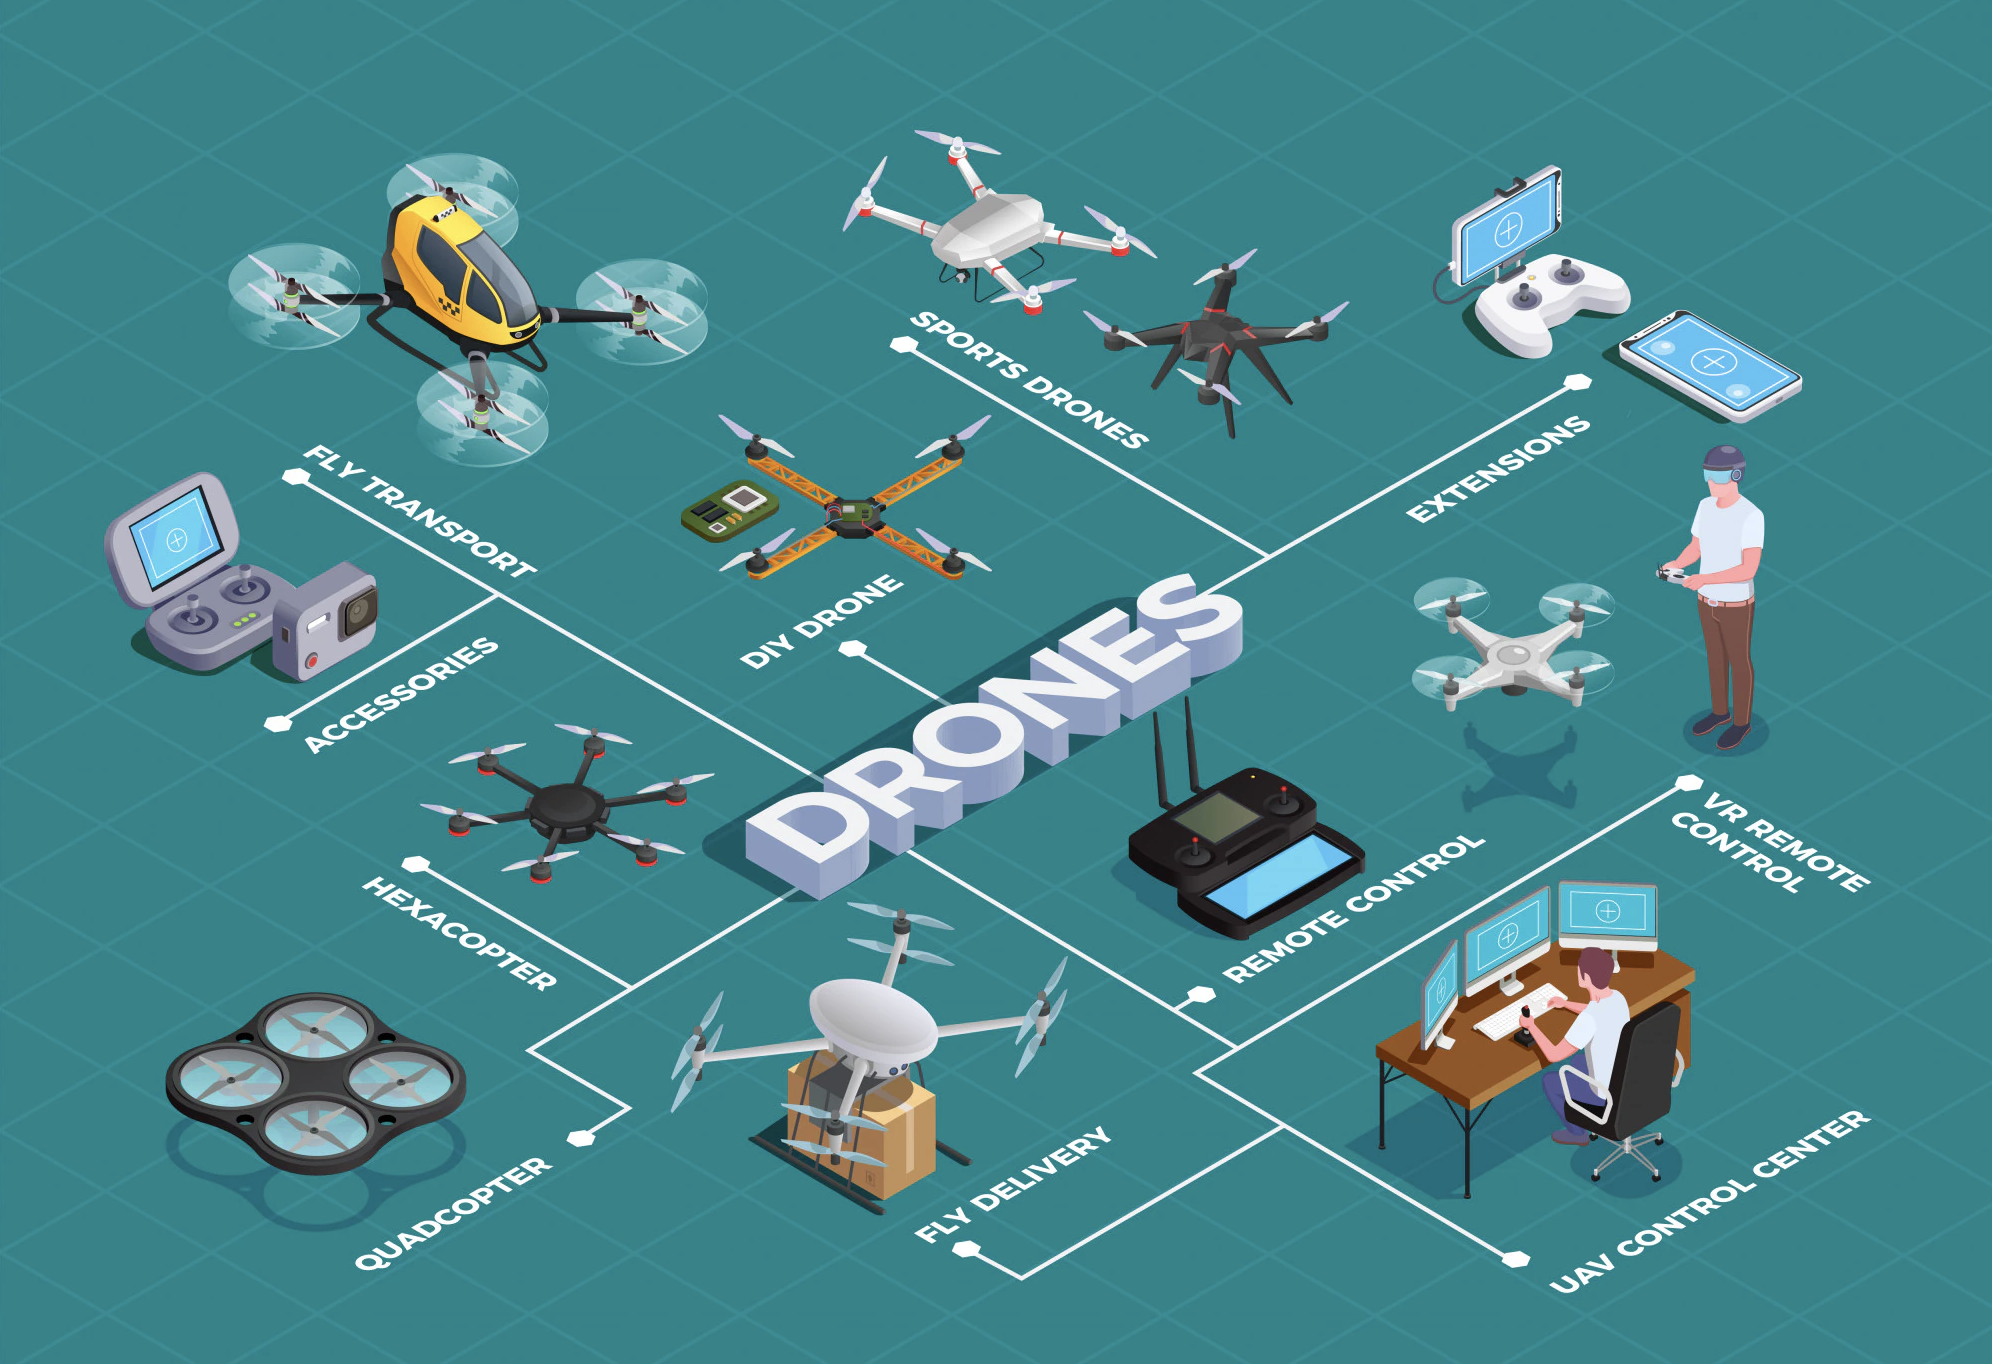 SPORTS DRONES
EXTENSIONS
FLY TRANSPORT
DIY DRONE
ACCESSORIES
DRONES
VR REMOTE
CONTROL
HEXACOPTER
REMOTE CONTROL
QUADCOPTER
FLY DELIVERY
UAV CONTROL CENTER